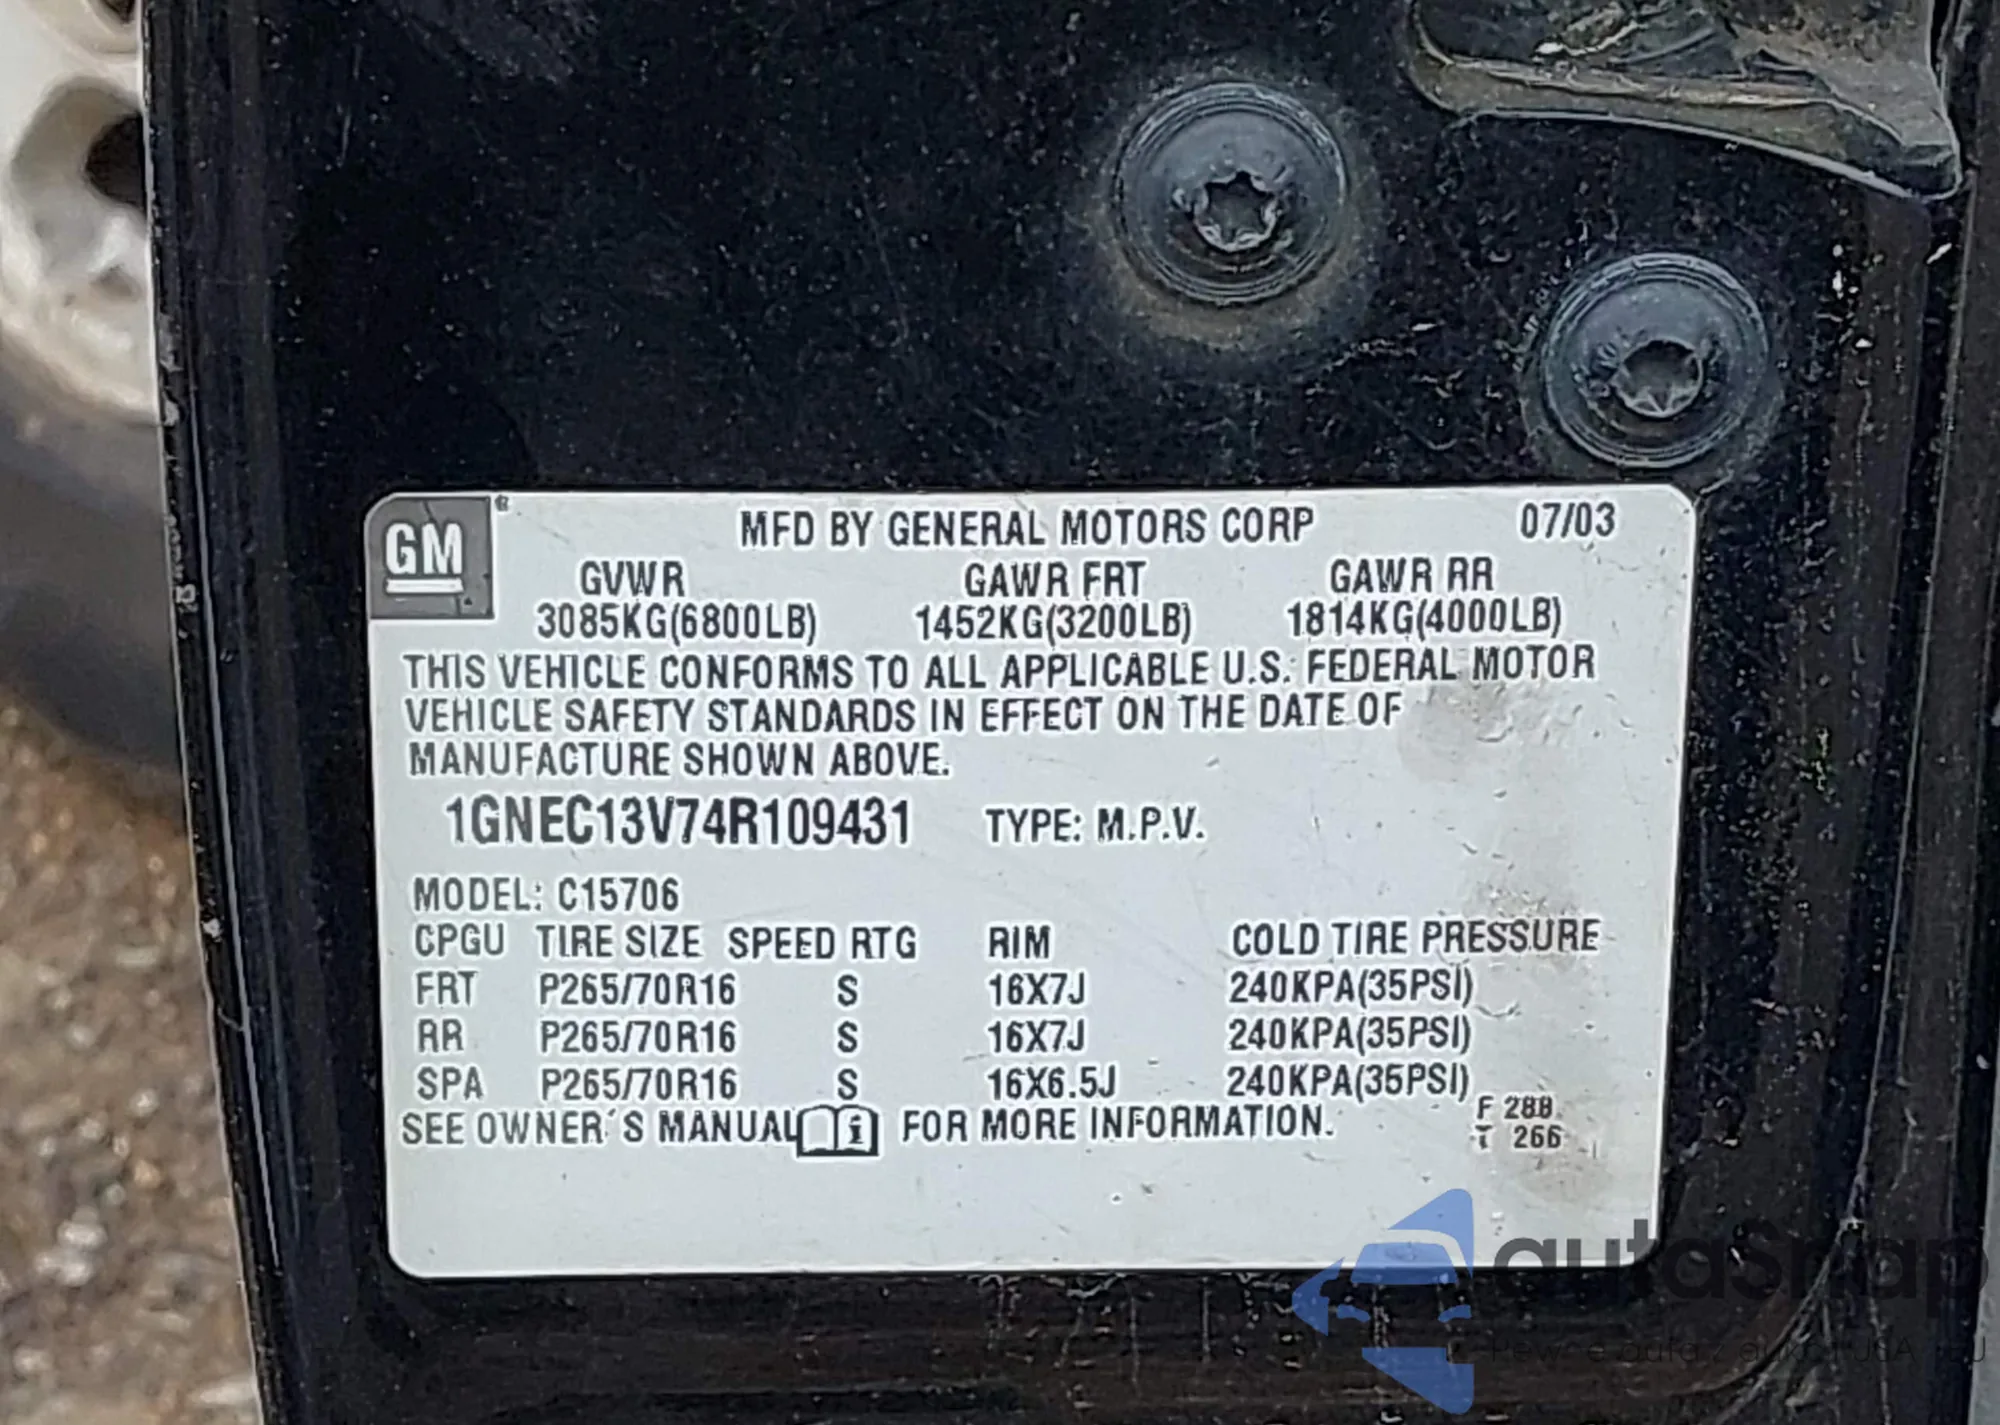 GM
MFD BY GENERAL MOTORS CORP 07/03
GVWR GAWR FRT GAWR RR
3085KG(6800LB) 1452KG(3200LB) 1814KG(4000LB)
THIS VEHICLE CONFORMS TO ALL APPLICABLE U.S. FEDERAL MOTOR
VEHICLE SAFETY STANDARDS IN EFFECT ON THE DATE OF
MANUFACTURE SHOWN ABOVE.
1GNEC13V74R109431 TYPE: M.P.V.
MODEL: C15706
CPGU TIRE SIZE SPEED RTG RIM COLD TIRE PRESSURE
FRT P265/70R16 S 16X7J 240KPA(35PSI)
RR P265/70R16 S 16X7J 240KPA(35PSI)
SPA P265/70R16 S 16X6.5J 240KPA(35PSI)
SEE OWNER´S MANUAL FOR MORE INFORMATION.
F 288
T 266
autaSnap